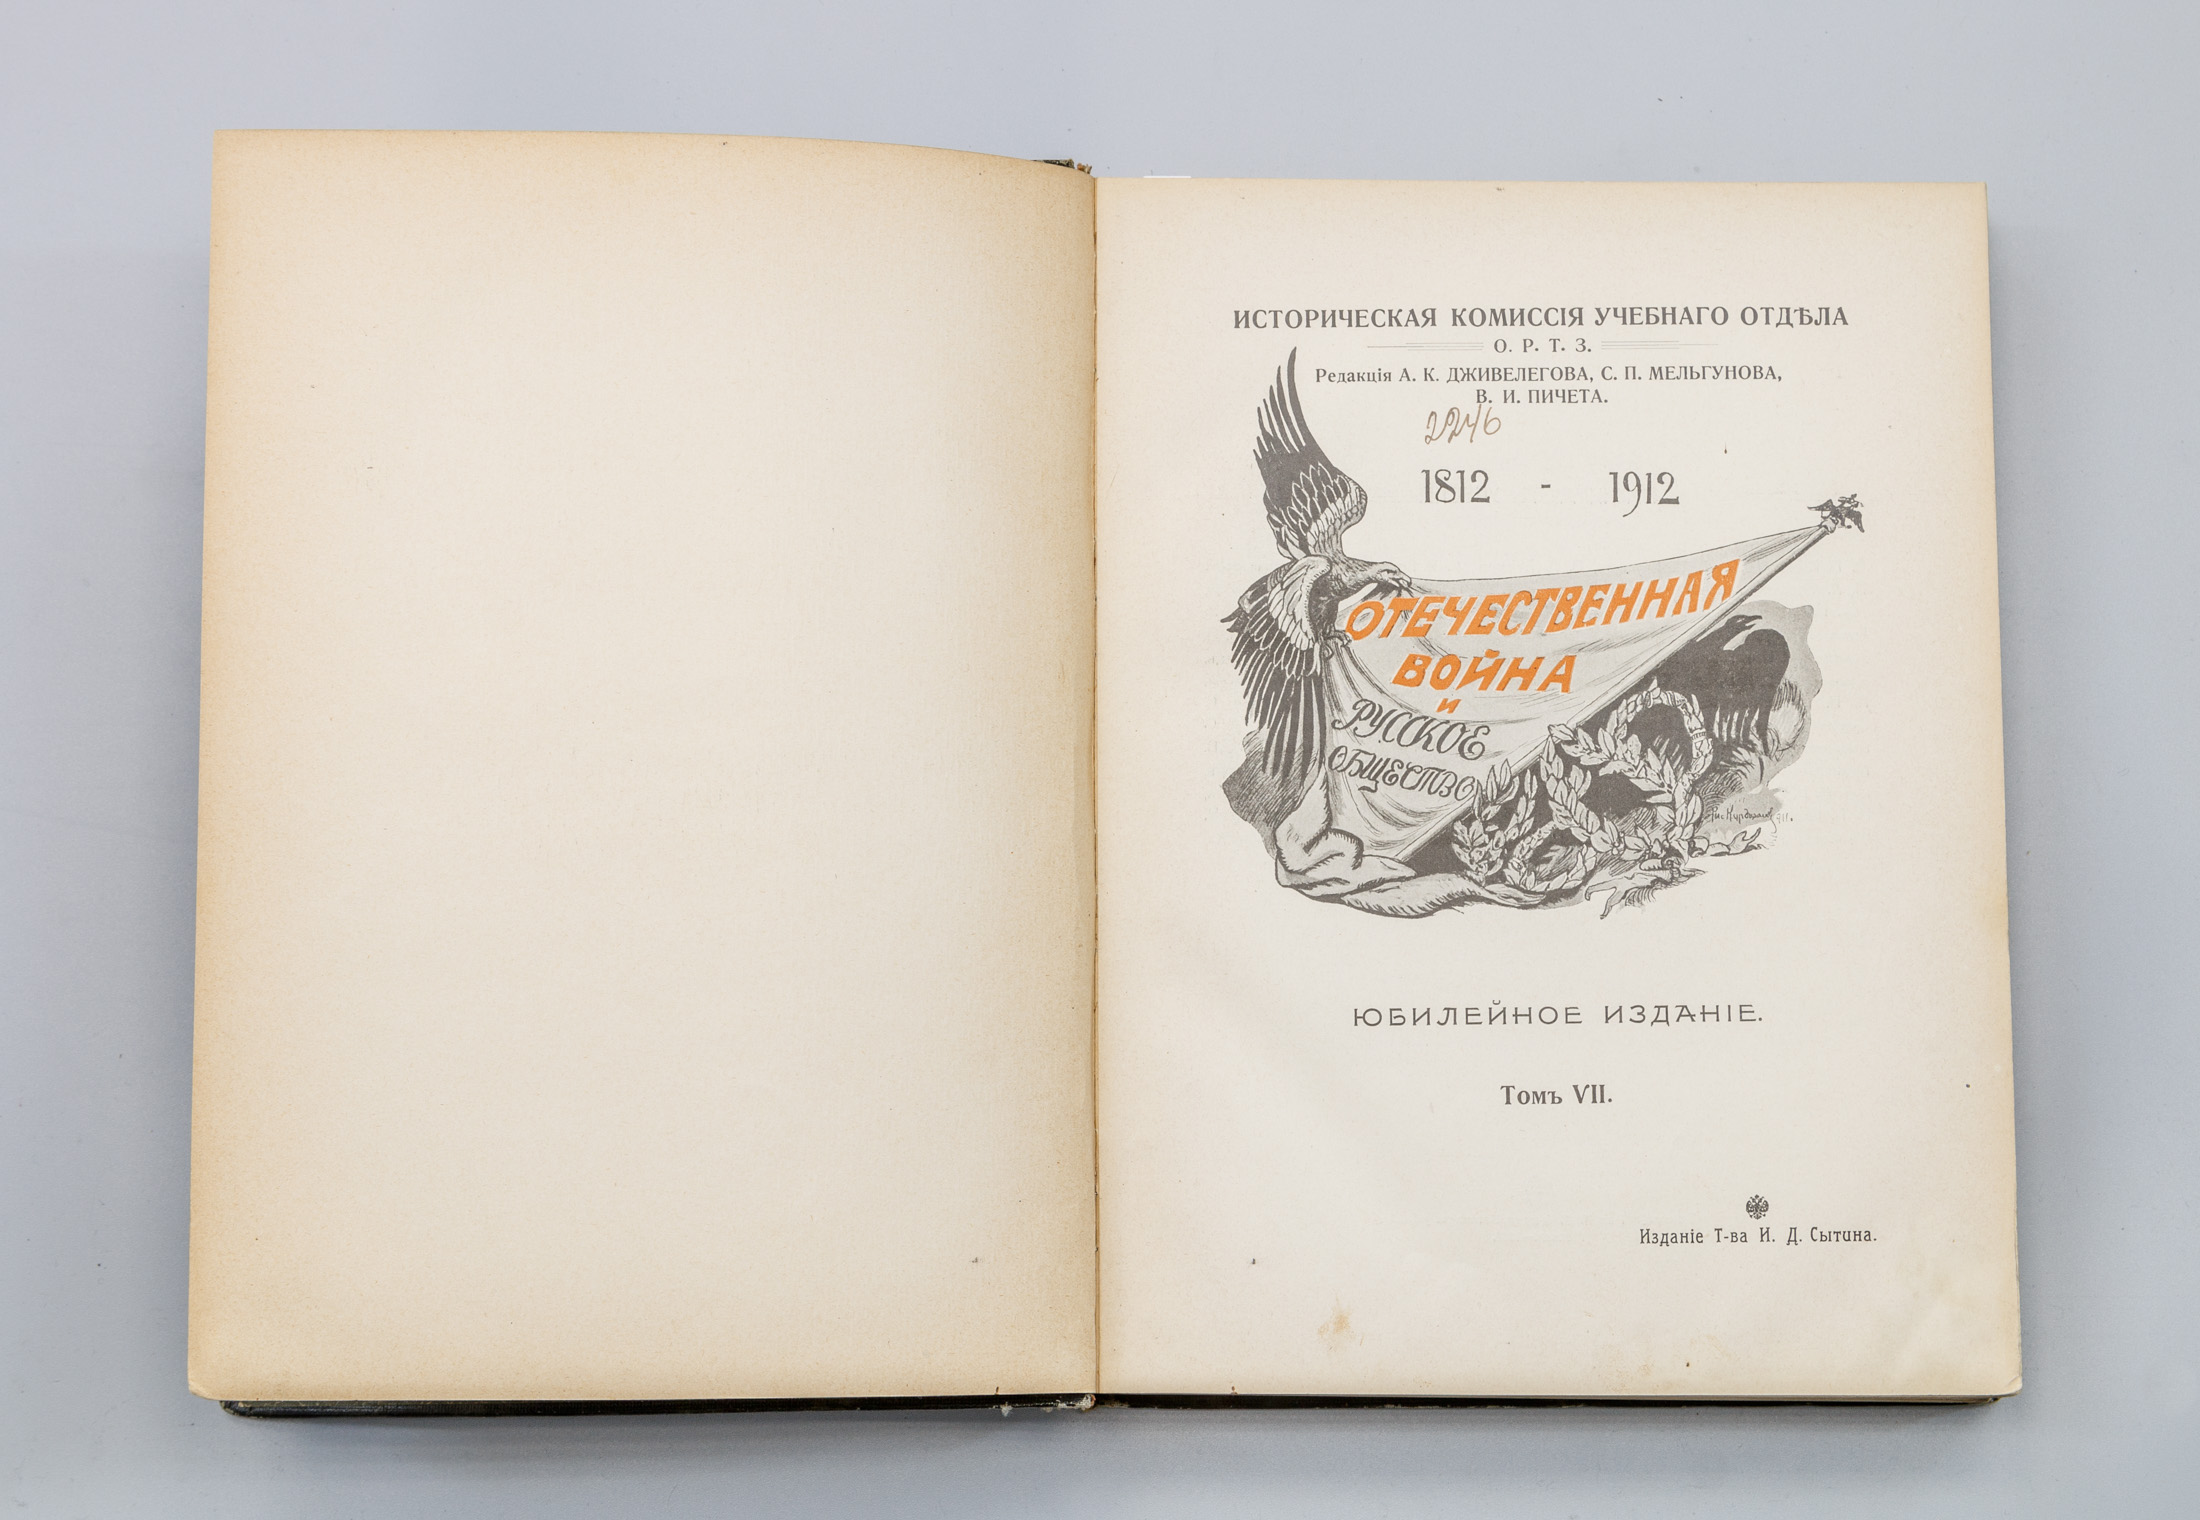 ИСТОРИЧЕСКАЯ КОМИССІЯ УЧЕБНАГО ОТДѢЛА
О. Р. Т. З.
Редакція А. К. ДЖИВЕЛЕГОВА, С. П. МЕЛЬГУНОВА,
В. И. ПИЧЕТА.
2246
1812 - 1912
ОТЕЧЕСТВЕННАЯ
ВОЙНА
И
РУССКОЕ
ОБЩЕСТВО
ЮБИЛЕЙНОЕ ИЗДАНІЕ.
Томъ VII.
Изданіе Т-ва И. Д. Сытина.